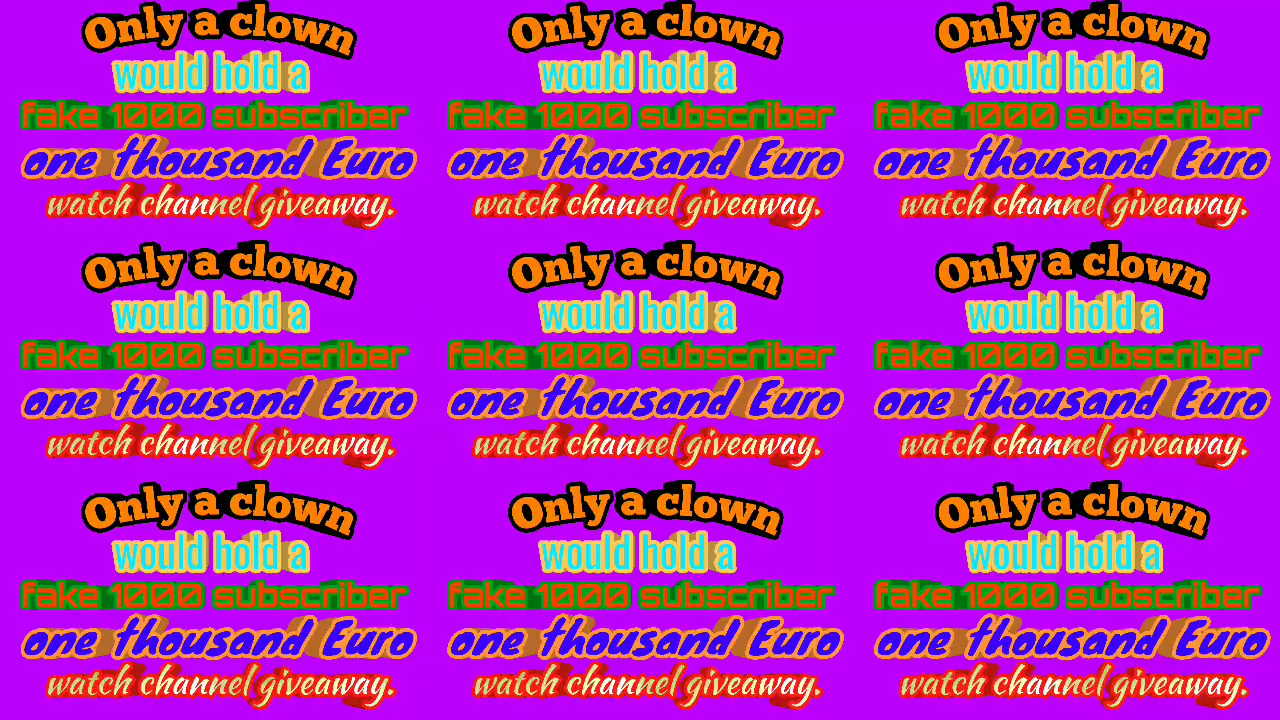 Only a clown
would hold a
fake 1000 subscriber
one thousand Euro
watch channel giveaway.
Only a clown
would hold a
fake 1000 subscriber
one thousand Euro
watch channel giveaway.
Only a clown
would hold a
fake 1000 subscriber
one thousand Euro
watch channel giveaway.
Only a clown
would hold a
fake 1000 subscriber
one thousand Euro
watch channel giveaway.
Only a clown
would hold a
fake 1000 subscriber
one thousand Euro
watch channel giveaway.
Only a clown
would hold a
fake 1000 subscriber
one thousand Euro
watch channel giveaway.
Only a clown
would hold a
fake 1000 subscriber
one thousand Euro
watch channel giveaway.
Only a clown
would hold a
fake 1000 subscriber
one thousand Euro
watch channel giveaway.
Only a clown
would hold a
fake 1000 subscriber
one thousand Euro
watch channel giveaway.